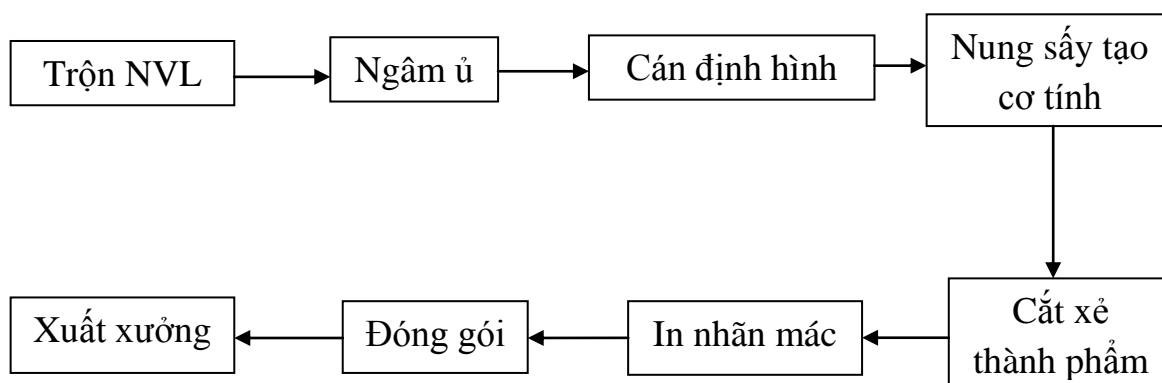 Trộn NVL
Ngâm ủ
Cán định hình
Nung sấy tạo
cơ tính
Cắt xẻ
thành phẩm
In nhãn mác
Đóng gói
Xuất xưởng